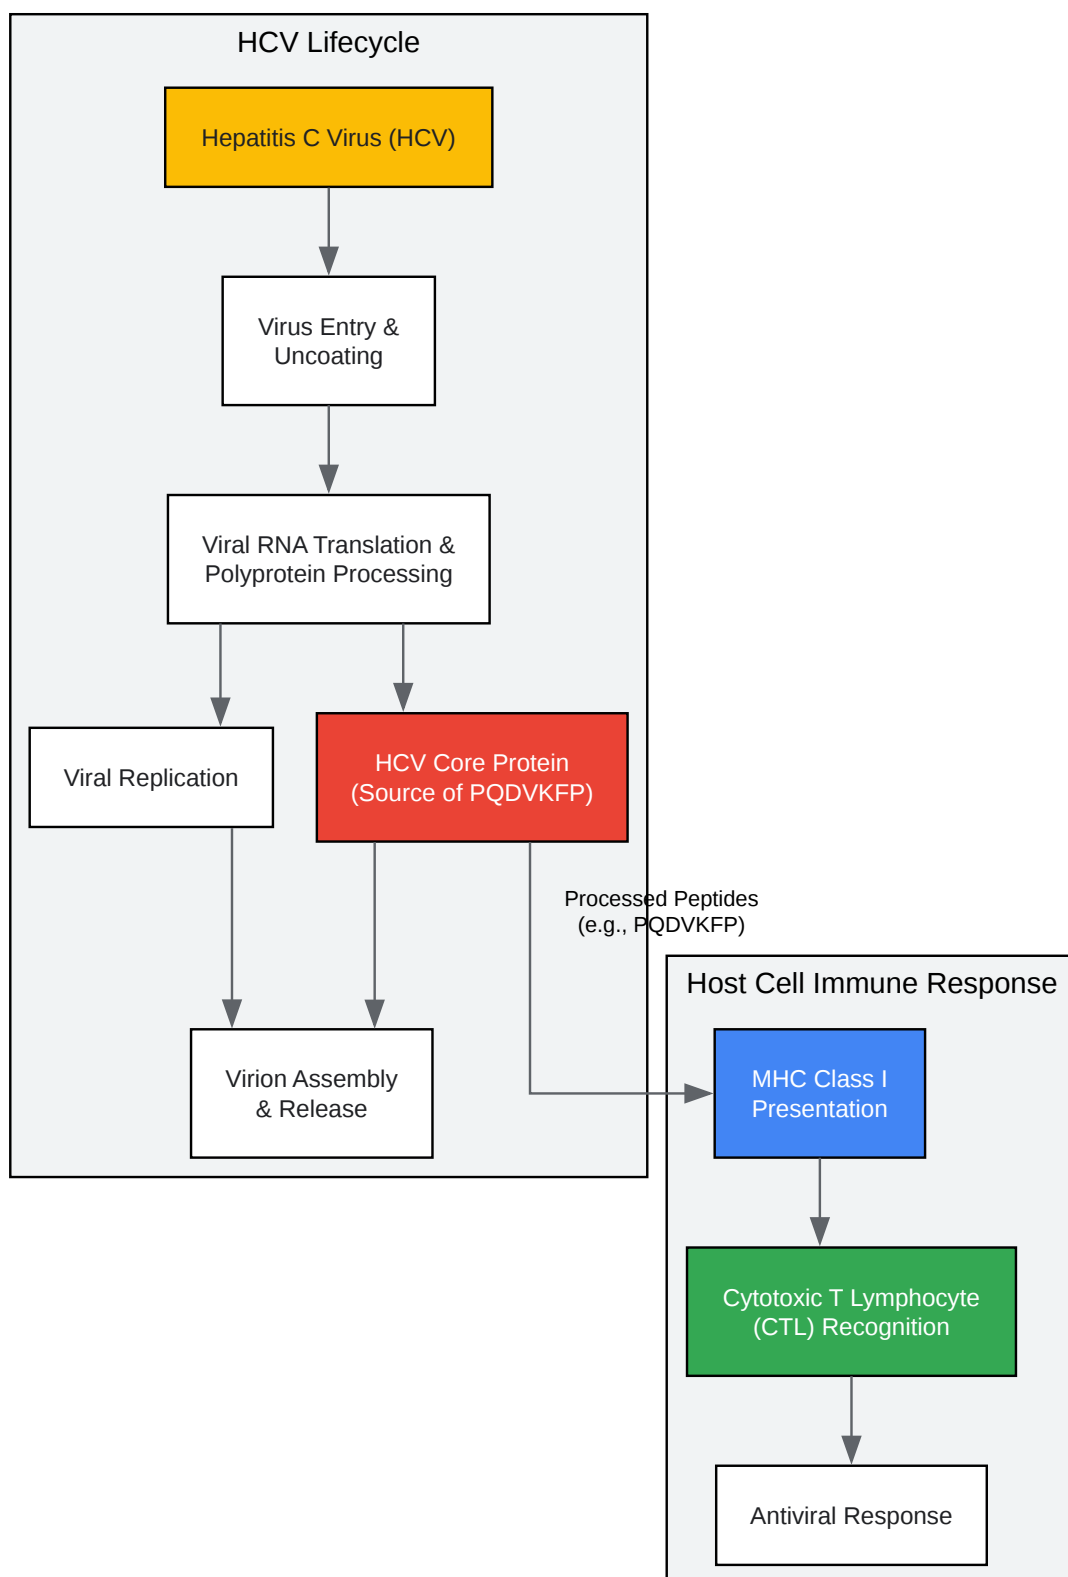 HCV Lifecycle
Hepatitis C Virus (HCV)
Virus Entry &
Uncoating
Viral RNA Translation &
Polyprotein Processing
Viral Replication
HCV Core Protein
(Source of PQDVKFP)
Processed Peptides
(e.g., PQDVKFP)
Virion Assembly
& Release
Host Cell Immune Response
MHC Class I
Presentation
Cytotoxic T Lymphocyte
(CTL) Recognition
Antiviral Response